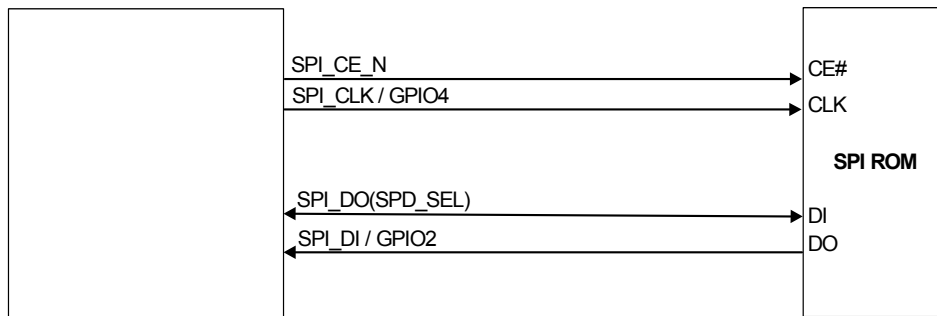 SPI_CE_N
CE#
SPI_CLK / GPIO4
CLK
SPI ROM
SPI_DO(SPD_SEL)
DI
SPI_DI / GPIO2
DO